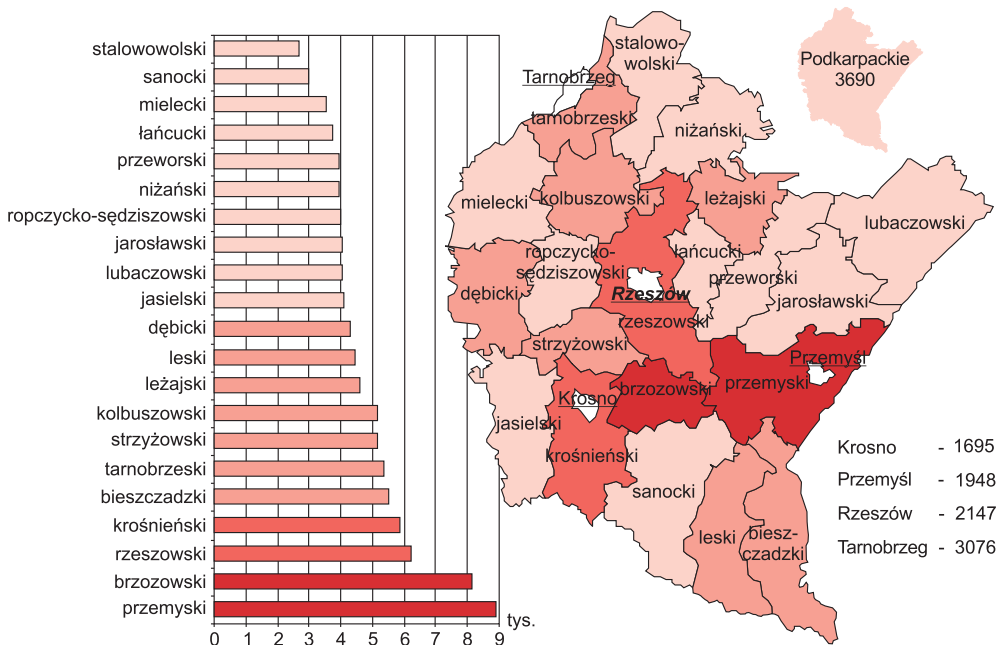 stalowowolski
sanocki
mielecki
łańcucki
przeworski
niżański
ropczycko-sędziszowski
jarosławski
lubaczowski
jasielski
dębicki
leski
leżajski
kolbuszowski
strzyżowski
tarnobrzeski
bieszczadzki
krośnieński
rzeszowski
brzozowski
przemyski
0 1 2 3 4 5 6 7 8 9
tys.
stalowo-
wolski
Tarnobrzeg
tarnobrzeski
niżański
mielecki
kolbuszowski
leżajski
lubaczowski
ropczycko-
sędziszowski
łańcucki
dębicki
przeworski
Rzeszów
jarosławski
rzeszowski
strzyżowski
Przemyśl
przemyski
brzozowski
Krosno
jasielski
krośnieński
sanocki
leski
biesz-
czadzki
Podkarpackie
3690
Krosno - 1695
Przemyśl - 1948
Rzeszów - 2147
Tarnobrzeg - 3076